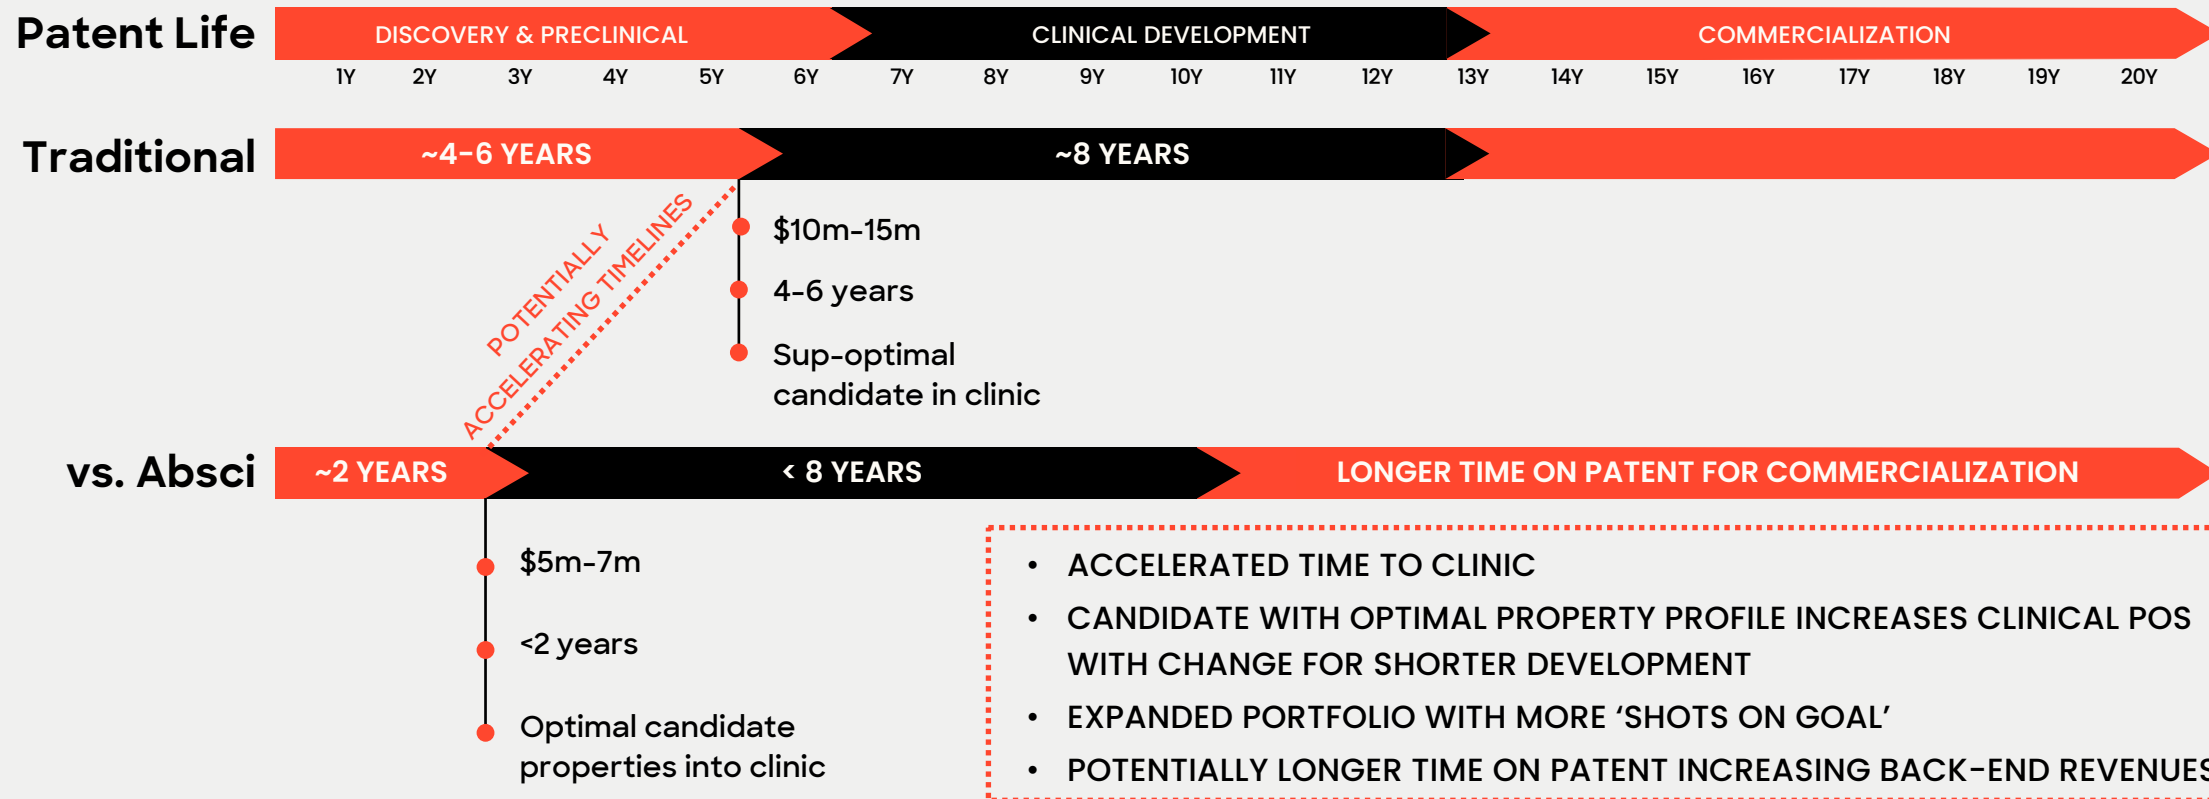 Patent Life
DISCOVERY & PRECLINICAL
CLINICAL DEVELOPMENT
COMMERCIALIZATION
1Y 2Y 3Y 4Y 5Y 6Y 7Y 8Y 9Y 10Y 11Y 12Y 13Y 14Y 15Y 16Y 17Y 18Y 19Y 20Y
Traditional
~4-6 YEARS
~8 YEARS
POTENTIALLY
ACCELERATING TIMELINES
$10m-15m
4-6 years
Sup-optimal
candidate in clinic
vs. Absci
~2 YEARS
< 8 YEARS
LONGER TIME ON PATENT FOR COMMERCIALIZATION
$5m-7m
<2 years
Optimal candidate
properties into clinic
• ACCELERATED TIME TO CLINIC
• CANDIDATE WITH OPTIMAL PROPERTY PROFILE INCREASES CLINICAL POS
WITH CHANGE FOR SHORTER DEVELOPMENT
• EXPANDED PORTFOLIO WITH MORE ‘SHOTS ON GOAL’
• POTENTIALLY LONGER TIME ON PATENT INCREASING BACK-END REVENUES